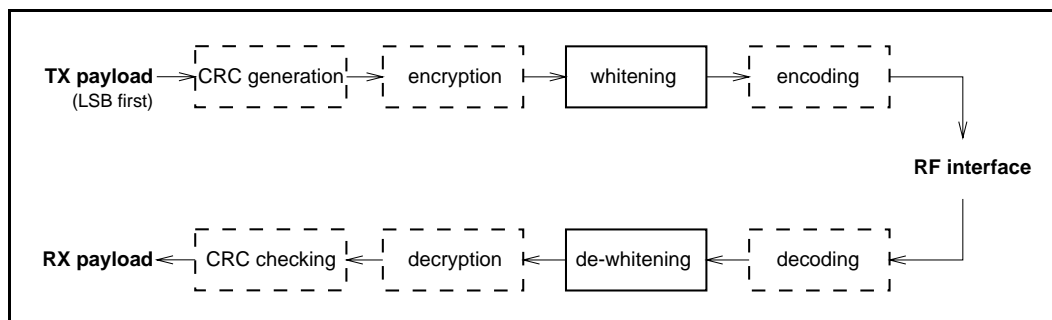 TX payload
(LSB first)
CRC generation
encryption
whitening
encoding
RF interface
RX payload
CRC checking
decryption
de-whitening
decoding